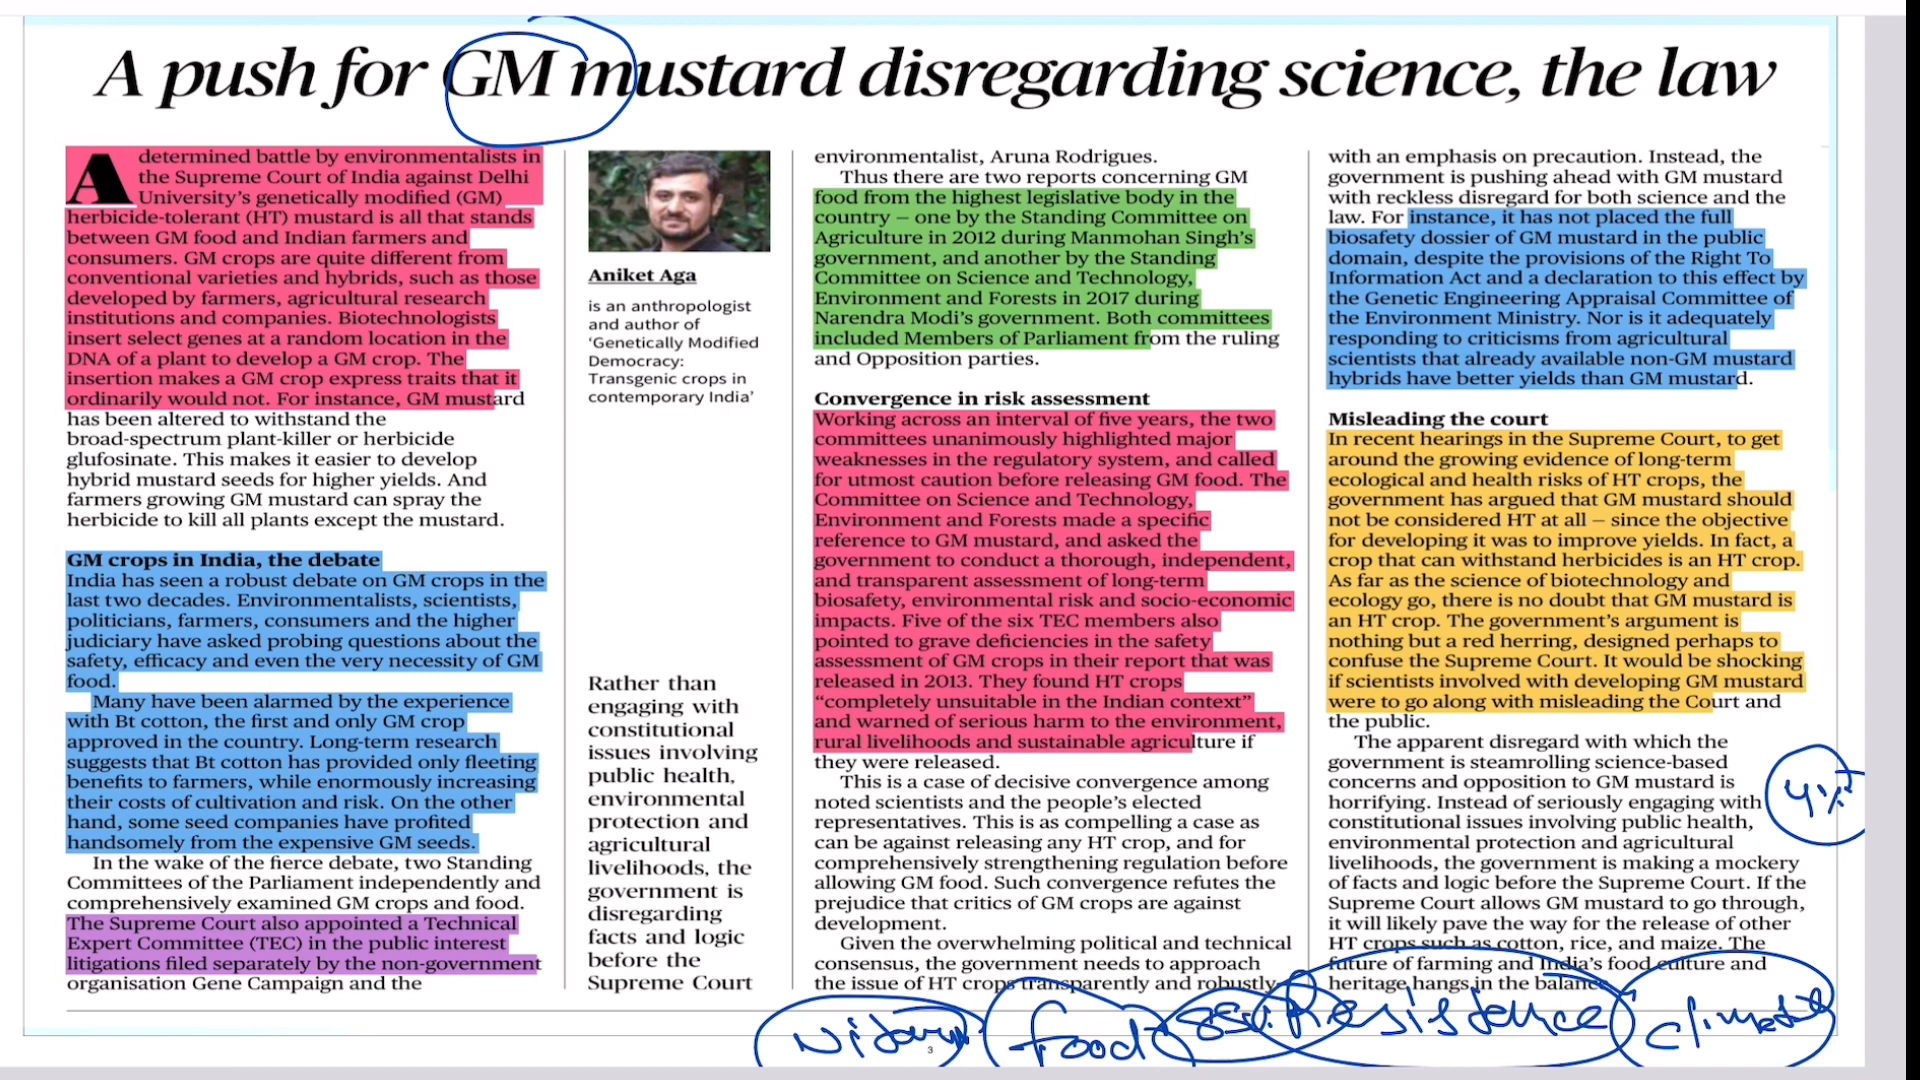 A push for GM mustard disregarding science, the law
A determined battle by environmentalists in
the Supreme Court of India against Delhi
University's genetically modified (GM)
herbicide-tolerant (HT) mustard is all that stands
between GM food and Indian farmers and
consumers. GM crops are quite different from
conventional varieties and hybrids, such as those
developed by farmers, agricultural research
institutions and companies. Biotechnologists
insert select genes at a random location in the
DNA of a plant to develop a GM crop. The
insertion makes a GM crop express traits that it
ordinarily would not. For instance, GM mustard
has been altered to withstand the
broad-spectrum plant-killer or herbicide
glufosinate. This makes it easier to develop
hybrid mustard seeds for higher yields. And
farmers growing GM mustard can spray the
herbicide to kill all plants except the mustard.
GM crops in India, the debate
India has seen a robust debate on GM crops in the
last two decades. Environmentalists, scientists,
politicians, farmers, consumers and the higher
judiciary have asked probing questions about the
safety, efficacy and even the very necessity of GM
food.
Many have been alarmed by the experience
with Bt cotton, the first and only GM crop
approved in the country. Long-term research
suggests that Bt cotton has provided only fleeting
benefits to farmers, while enormously increasing
their costs of cultivation and risk. On the other
hand, some seed companies have profited
handsomely from the expensive GM seeds.
In the wake of the fierce debate, two Standing
Committees of the Parliament independently and
comprehensively examined GM crops and food.
The Supreme Court also appointed a Technical
Expert Committee (TEC) in the public interest
litigations filed separately by the non-government
organisation Gene Campaign and the
Aniket Aga
is an anthropologist
and author of
‘Genetically Modified
Democracy:
Transgenic crops in
contemporary India’
Rather than
engaging with
constitutional
issues involving
public health,
environmental
protection and
agricultural
livelihoods, the
government is
disregarding
facts and logic
before the
Supreme Court
environmentalist, Aruna Rodrigues.
Thus there are two reports concerning GM
food from the highest legislative body in the
country – one by the Standing Committee on
Agriculture in 2012 during Manmohan Singh's
government, and another by the Standing
Committee on Science and Technology,
Environment and Forests in 2017 during
Narendra Modi's government. Both committees
included Members of Parliament from the ruling
and Opposition parties.
Convergence in risk assessment
Working across an interval of five years, the two
committees unanimously highlighted major
weaknesses in the regulatory system, and called
for utmost caution before releasing GM food. The
Committee on Science and Technology,
Environment and Forests made a specific
reference to GM mustard, and asked the
government to conduct a thorough, independent,
and transparent assessment of long-term
biosafety, environmental risk and socio-economic
impacts. Five of the six TEC members also
pointed to grave deficiencies in the safety
assessment of GM crops in their report that was
released in 2013. They found HT crops
“completely unsuitable in the Indian context”
and warned of serious harm to the environment,
rural livelihoods and sustainable agriculture if
they were released.
This is a case of decisive convergence among
noted scientists and the people's elected
representatives. This is as compelling a case as
can be against releasing any HT crop, and for
comprehensively strengthening regulation before
allowing GM food. Such convergence refutes the
prejudice that critics of GM crops are against
development.
Given the overwhelming political and technical
consensus, the government needs to approach
the issue of HT crops transparently and robustly
with an emphasis on precaution. Instead, the
government is pushing ahead with GM mustard
with reckless disregard for both science and the
law. For instance, it has not placed the full
biosafety dossier of GM mustard in the public
domain, despite the provisions of the Right To
Information Act and a declaration to this effect by
the Genetic Engineering Appraisal Committee of
the Environment Ministry. Nor is it adequately
responding to criticisms from agricultural
scientists that already available non-GM mustard
hybrids have better yields than GM mustard.
Misleading the court
In recent hearings in the Supreme Court, to get
around the growing evidence of long-term
ecological and health risks of HT crops, the
government has argued that GM mustard should
not be considered HT at all – since the objective
for developing it was to improve yields. In fact, a
crop that can withstand herbicides is an HT crop.
As far as the science of biotechnology and
ecology go, there is no doubt that GM mustard is
an HT crop. The government's argument is
nothing but a red herring, designed perhaps to
confuse the Supreme Court. It would be shocking
if scientists involved with developing GM mustard
were to go along with misleading the Court and
the public.
The apparent disregard with which the
government is steamrolling science-based
concerns and opposition to GM mustard is
horrifying. Instead of seriously engaging with
constitutional issues involving public health,
environmental protection and agricultural
livelihoods, the government is making a mockery
of facts and logic before the Supreme Court. If the
Supreme Court allows GM mustard to go through,
it will likely pave the way for the release of other
HT crops such as cotton, rice, and maize. The
future of farming and India's food culture and
heritage hangs in the balance.
food Resistence climate
3